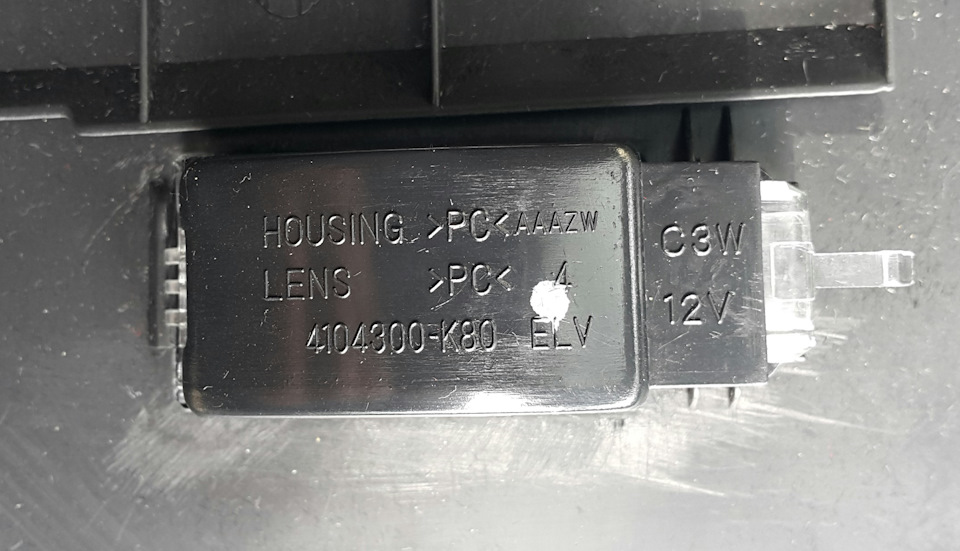 HOUSING >PC< AAAZW
LENS >PC< 4
4104300-K80 ELV
C3W
12V